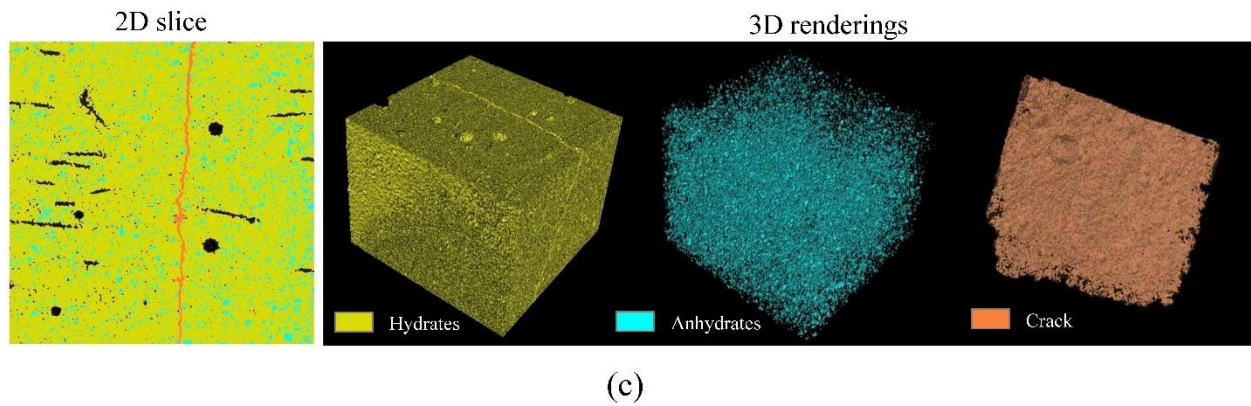 2D slice
3D renderings
Hydrates
Anhydrates
Crack
(c)